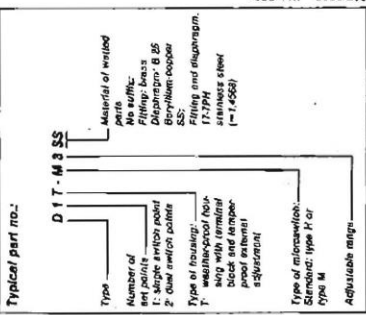 Typical part no.:
D 1 T - M 3 SS
Type
Number of
set points
1: single switch point
2: dual switch points
Type of housing:
T: weather-proof hou-
sing with terminal
block and tamper
proof external
adjustment
Type of microswitch:
Standard: type H or
type M
Adjustable range
Material of wetted
parts
No suffix:
Fitting: brass
Diaphragm: B 25
Beryllium-copper
SS:
Fitting and diaphragm.
17-7PH
stainless steel
(=1.4568)